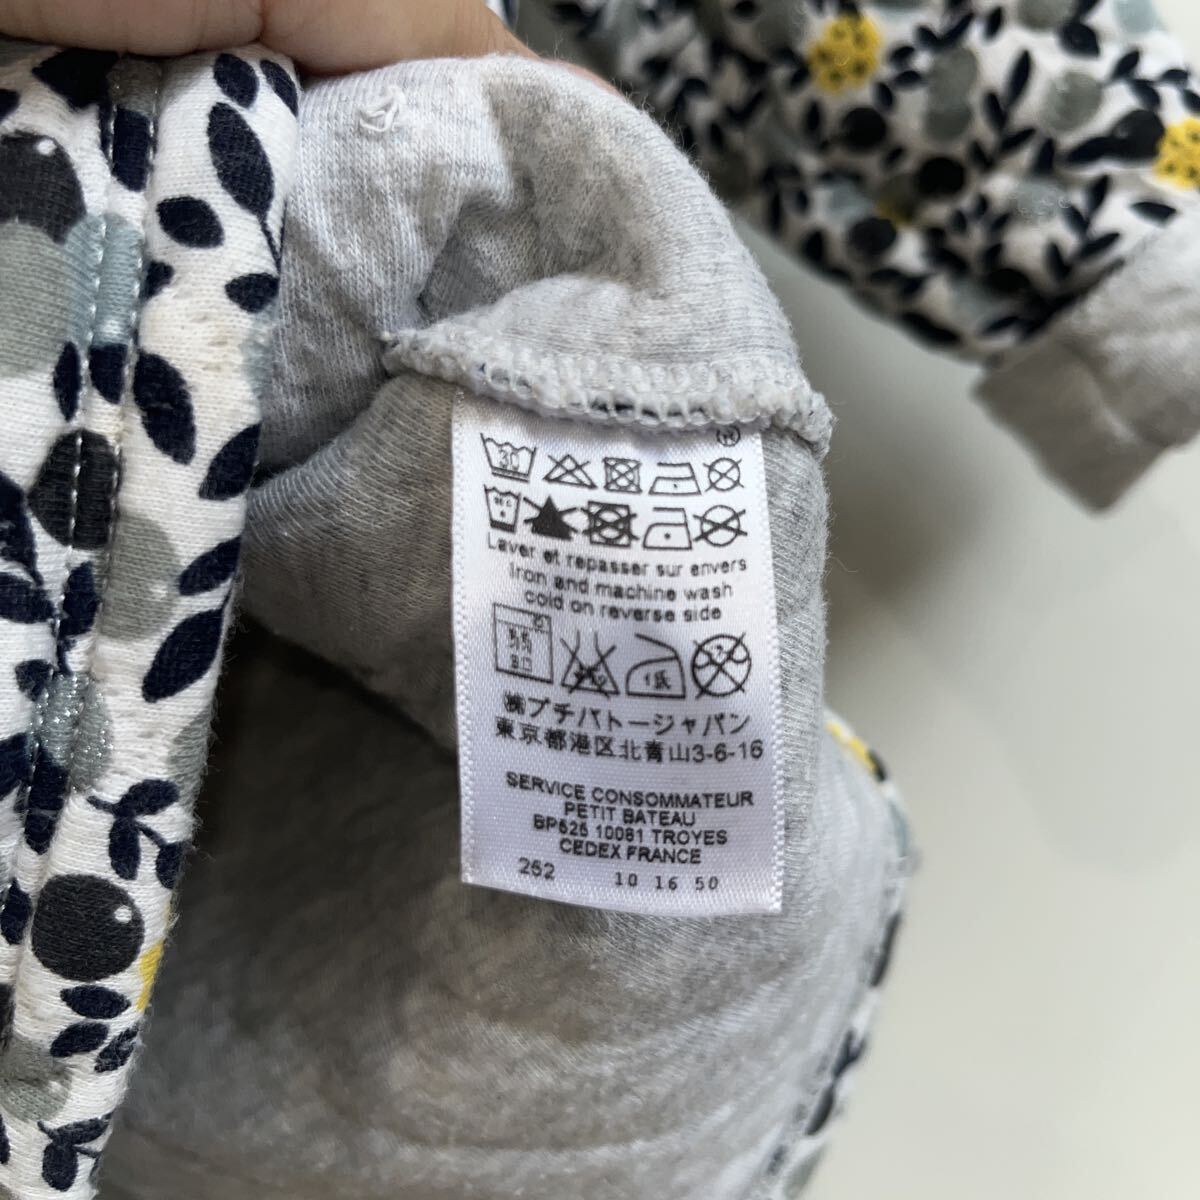 ®
30
Laver et repasser sur envers
Iron and machine wash
cold on reverse side
㈱プチバトージャパン
東京都港区北青山3-6-16
SERVICE CONSOMMATEUR
PETIT BATEAU
BP525 10081 TROYES
CEDEX FRANCE
252 10 16 50